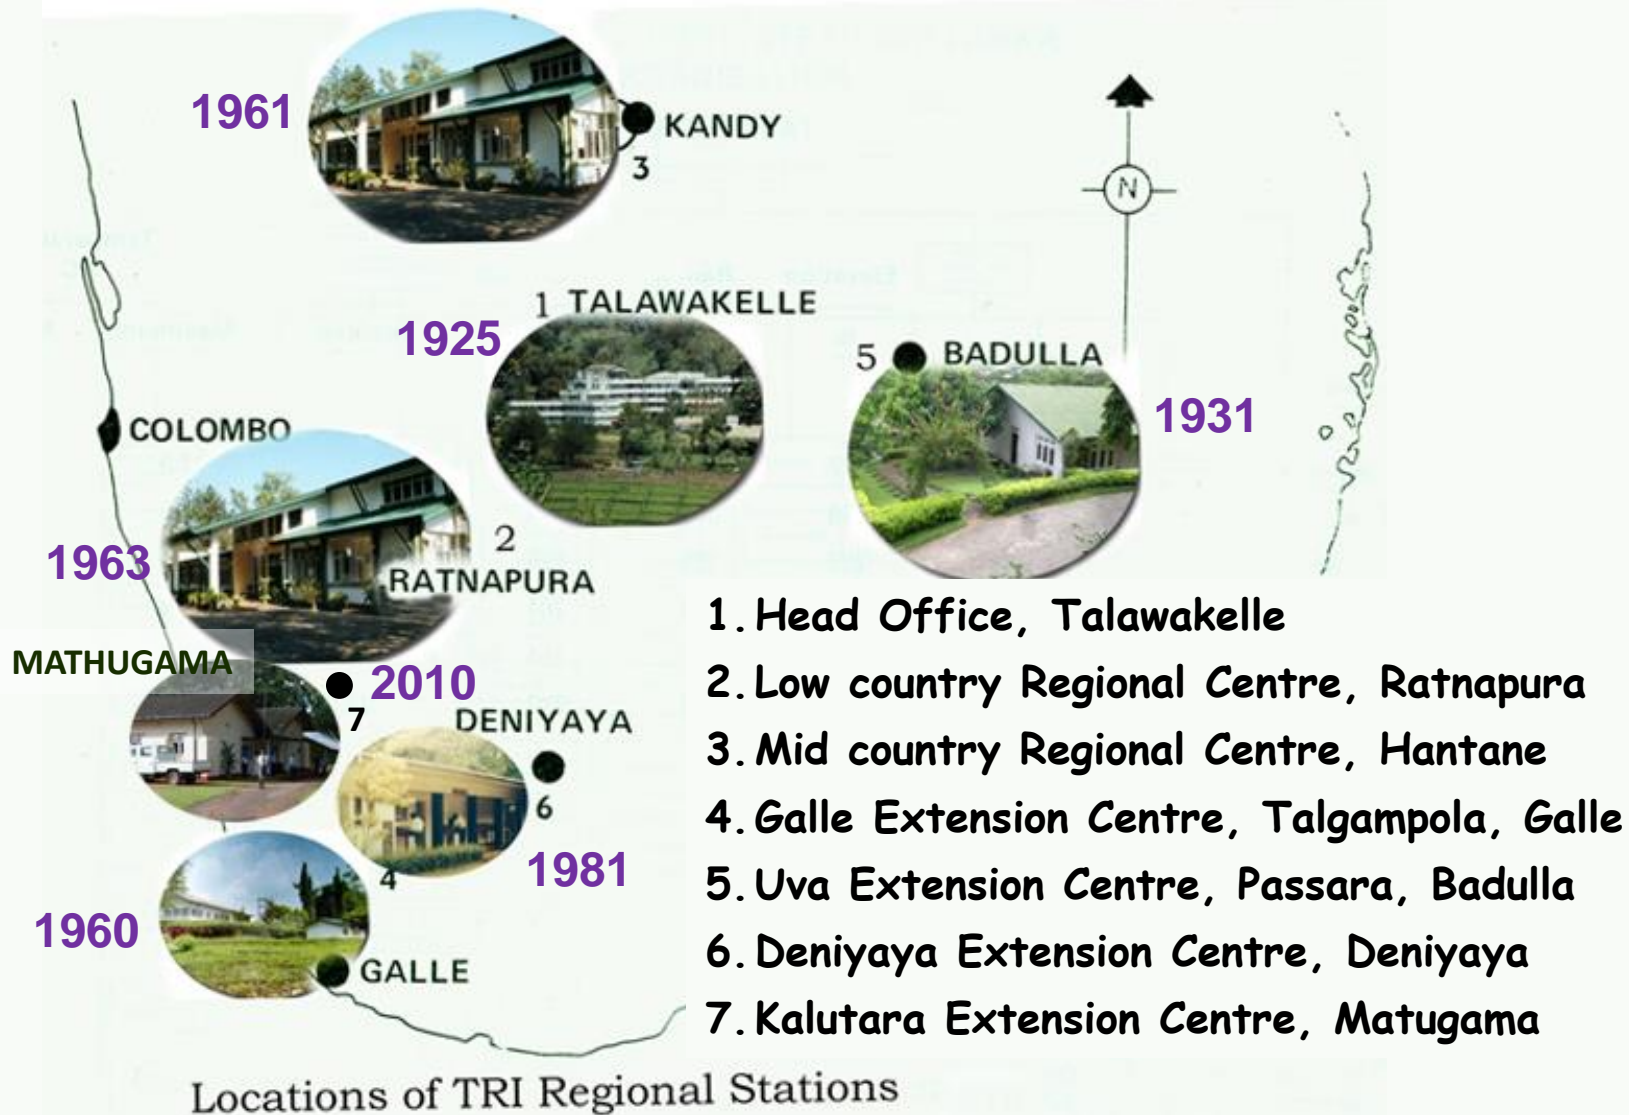 1961
KANDY
3
N
1 TALAWAKELLE
1925
5 BADULLA
1931
COLOMBO
2
1963
RATNAPURA
MATHUGAMA
2010
7
DENIYAYA
6
4
1981
1960
GALLE
1. Head Office, Talawakelle
2. Low country Regional Centre, Ratnapura
3. Mid country Regional Centre, Hantane
4. Galle Extension Centre, Talgampola, Galle
5. Uva Extension Centre, Passara, Badulla
6. Deniyaya Extension Centre, Deniyaya
7. Kalutara Extension Centre, Matugama
Locations of TRI Regional Stations